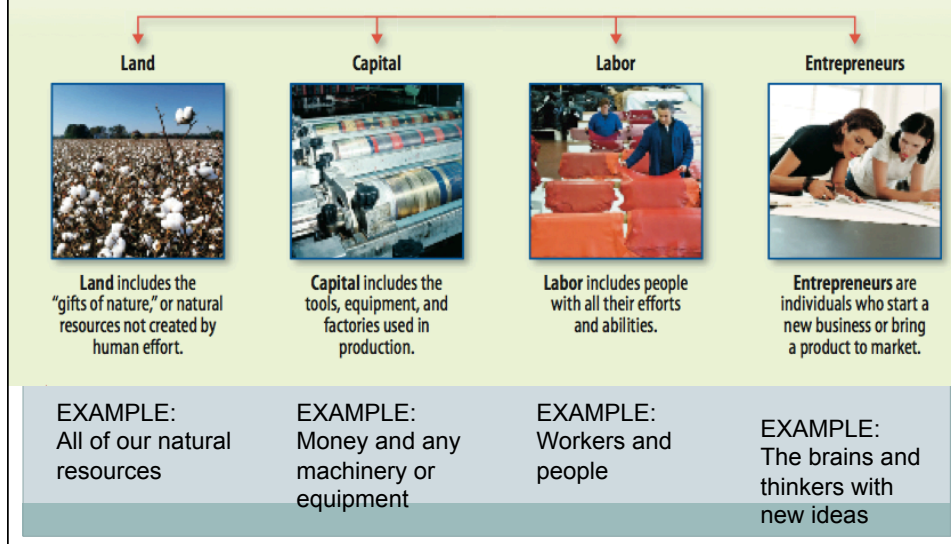 Land
Capital
Labor
Entrepreneurs
Land includes the
"gifts of nature," or natural
resources not created by
human effort.
Capital includes the
tools, equipment, and
factories used in
production.
Labor includes people
with all their efforts
and abilities.
Entrepreneurs are
individuals who start a
new business or bring
a product to market.
EXAMPLE:
All of our natural
resources
EXAMPLE:
Money and any
machinery or
equipment
EXAMPLE:
Workers and
people
EXAMPLE:
The brains and
thinkers with
new ideas